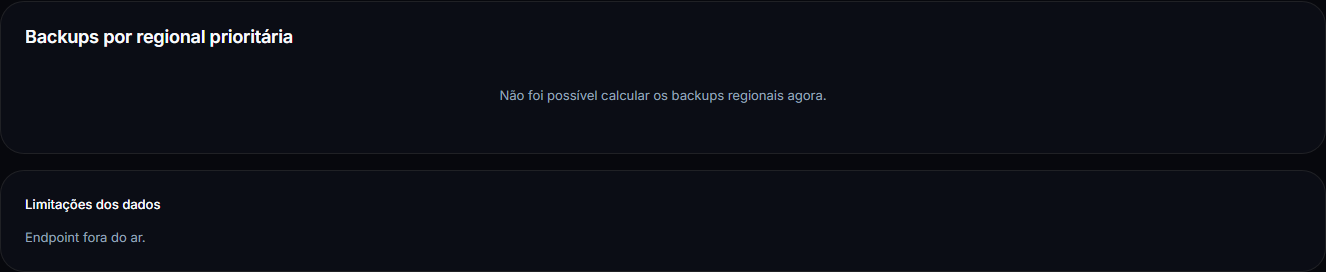 Backups por regional prioritária
Não foi possível calcular os backups regionais agora.
Limitações dos dados
Endpoint fora do ar.